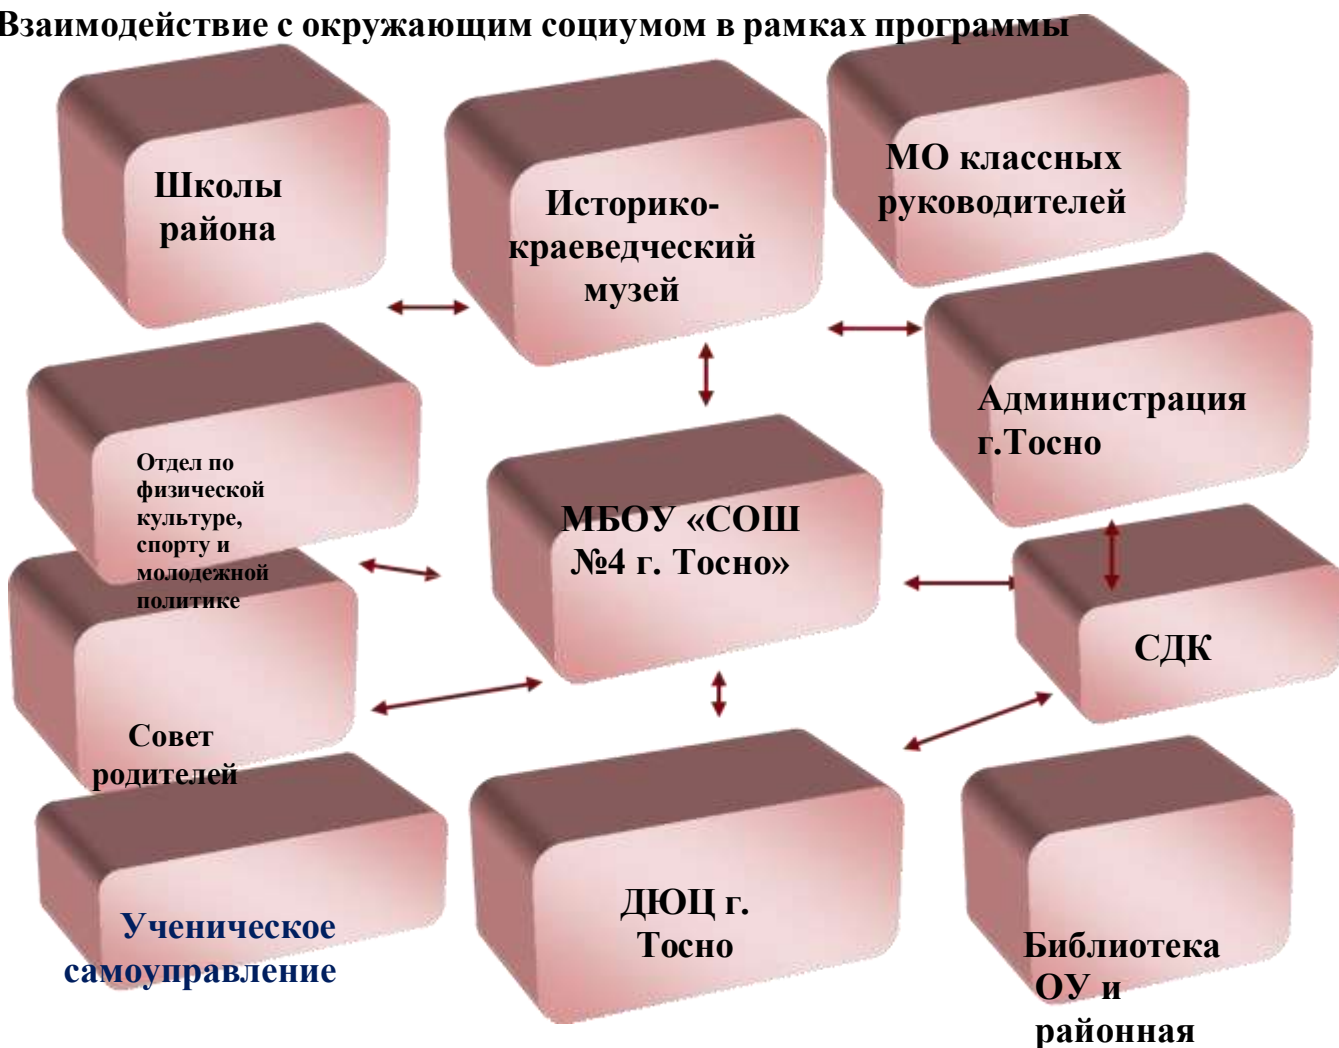 Взаимодействие с окружающим социумом в рамках программы
Школы
района
Историко-
краеведческий
музей
МО классных
руководителей
Администрация
г.Тосно
Отдел по
физической
культуре,
спорту и
молодежной
политике
МБОУ «СОШ
№4 г. Тосно»
СДК
Совет
родителей
Ученическое
самоуправление
ДЮЦ г.
Тосно
Библиотека
ОУ и
районная